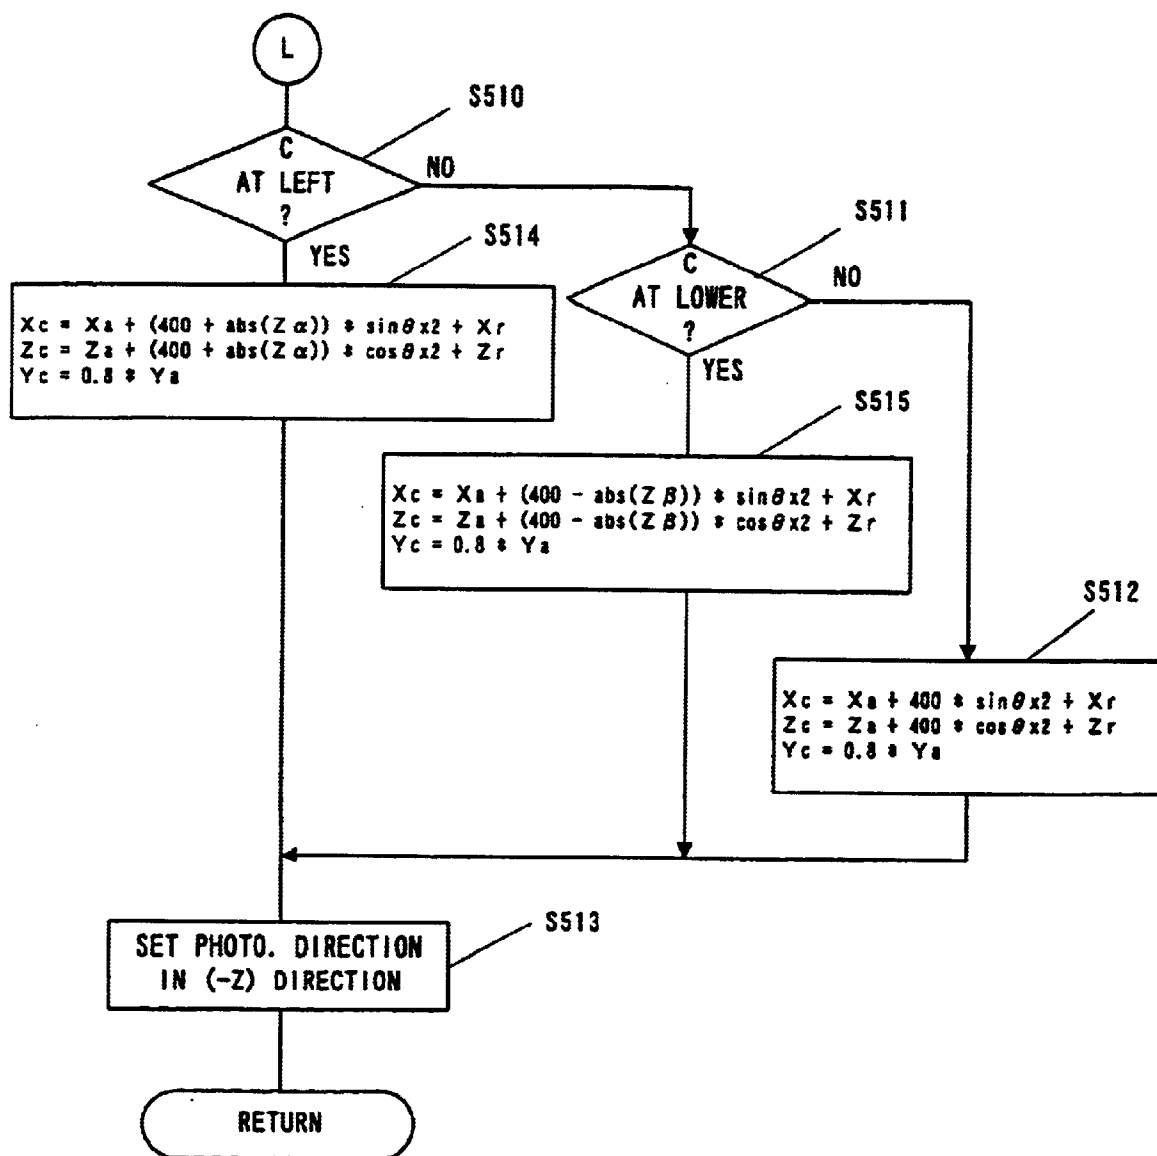 L
S510
C
AT LEFT
?
NO
YES
S514
Xc = Xa + (400 + abs(Zα)) * sinθx2 + Xr
Zc = Za + (400 + abs(Zα)) * cosθx2 + Zr
Yc = 0.8 * Ya
S511
C
AT LOWER
?
NO
YES
S515
Xc = Xa + (400 - abs(Zβ)) * sinθx2 + Xr
Zc = Za + (400 - abs(Zβ)) * cosθx2 + Zr
Yc = 0.8 * Ya
S512
Xc = Xa + 400 * sinθx2 + Xr
Zc = Za + 400 * cosθx2 + Zr
Yc = 0.8 * Ya
S513
SET PHOTO. DIRECTION
IN (-Z) DIRECTION
RETURN